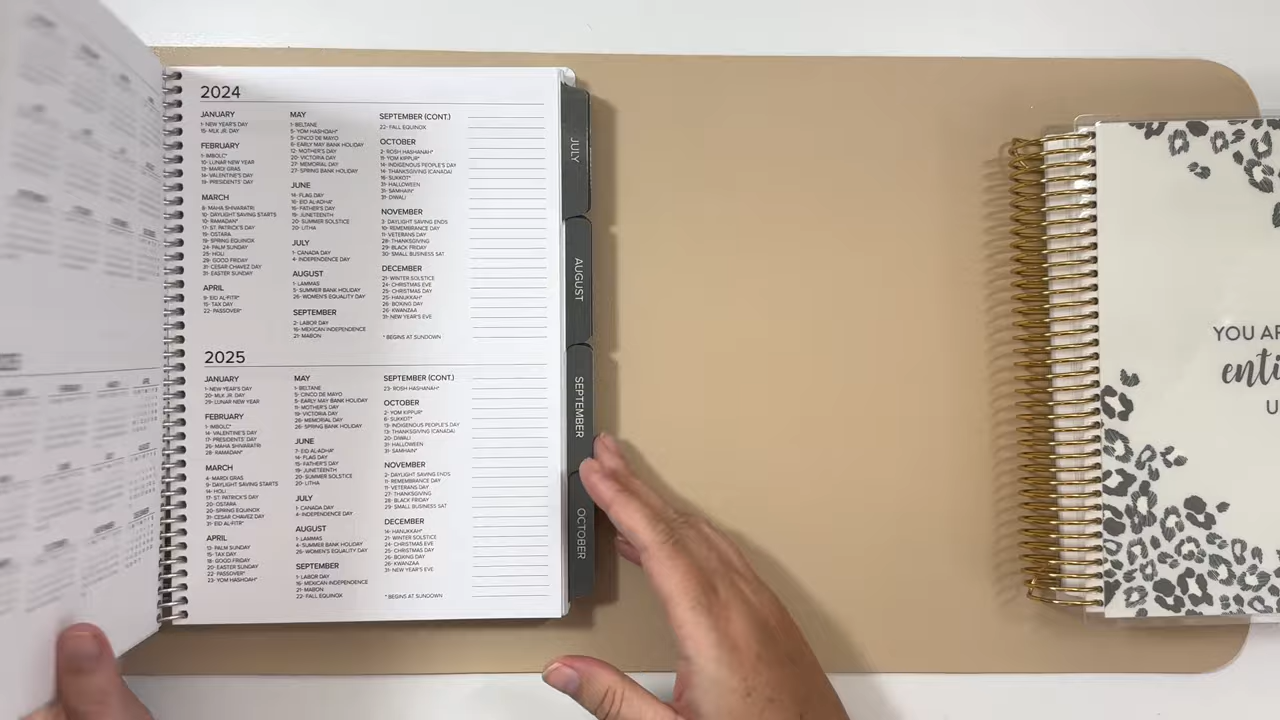 2024
JANUARY
1- NEW YEAR'S DAY
15- MLK JR. DAY
FEBRUARY
1- IMBOLC*
10- LUNAR NEW YEAR
13- MARDI GRAS
14- VALENTINE'S DAY
19- PRESIDENTS' DAY
MARCH
8- MAHA SHIVARATRI
10- DAYLIGHT SAVING STARTS
10- RAMADAN*
17- ST. PATRICK'S DAY
19- OSTARA
19- SPRING EQUINOX
24- PALM SUNDAY
25- HOLI
29- GOOD FRIDAY
31- CESAR CHAVEZ DAY
31- EASTER SUNDAY
APRIL
9- EID AL-FITR*
15- TAX DAY
22- PASSOVER*
MAY
1- BELTANE
5- YOM HASHOAH*
5- CINCO DE MAYO
6- EARLY MAY BANK HOLIDAY
12- MOTHER'S DAY
20- VICTORIA DAY
27- MEMORIAL DAY
27- SPRING BANK HOLIDAY
JUNE
14- FLAG DAY
16- EID AL-ADHA*
16- FATHER'S DAY
19- JUNETEENTH
20- SUMMER SOLSTICE
20- LITHA
JULY
1- CANADA DAY
4- INDEPENDENCE DAY
AUGUST
1- LAMMAS
5- SUMMER BANK HOLIDAY
26- WOMEN'S EQUALITY DAY
SEPTEMBER
2- LABOR DAY
16- MEXICAN INDEPENDENCE
21- MABON
SEPTEMBER (CONT.)
22- FALL EQUINOX
OCTOBER
2- ROSH HASHANAH*
11- YOM KIPPUR*
14- INDIGENOUS PEOPLE'S DAY
14- THANKSGIVING (CANADA)
16- SUKKOT*
31- HALLOWEEN
31- SAMHAIN*
31- DIWALI
NOVEMBER
3- DAYLIGHT SAVING ENDS
10- REMEMBRANCE DAY
11- VETERANS DAY
28- THANKSGIVING
29- BLACK FRIDAY
30- SMALL BUSINESS SAT.
DECEMBER
21- WINTER SOLSTICE
24- CHRISTMAS EVE
25- CHRISTMAS DAY
25- HANUKKAH*
26- BOXING DAY
26- KWANZAA
31- NEW YEAR'S EVE
* BEGINS AT SUNDOWN
2025
JANUARY
1- NEW YEAR'S DAY
20- MLK JR. DAY
29- LUNAR NEW YEAR
FEBRUARY
1- IMBOLC*
14- VALENTINE'S DAY
17- PRESIDENTS' DAY
26- MAHA SHIVARATRI
28- RAMADAN*
MARCH
4- MARDI GRAS
9- DAYLIGHT SAVING STARTS
14- HOLI
17- ST. PATRICK'S DAY
20- OSTARA
20- SPRING EQUINOX
31- CESAR CHAVEZ DAY
31- EID AL-FITR*
APRIL
13- PALM SUNDAY
15- TAX DAY
18- GOOD FRIDAY
20- EASTER SUNDAY
22- PASSOVER*
23- YOM HASHOAH*
MAY
1- BELTANE
5- CINCO DE MAYO
5- EARLY MAY BANK HOLIDAY
11- MOTHER'S DAY
19- VICTORIA DAY
26- MEMORIAL DAY
26- SPRING BANK HOLIDAY
JUNE
7- EID AL-ADHA*
14- FLAG DAY
15- FATHER'S DAY
19- JUNETEENTH
20- SUMMER SOLSTICE
20- LITHA
JULY
1- CANADA DAY
4- INDEPENDENCE DAY
AUGUST
1- LAMMAS
4- SUMMER BANK HOLIDAY
26- WOMEN'S EQUALITY DAY
SEPTEMBER
1- LABOR DAY
16- MEXICAN INDEPENDENCE
21- MABON
22- FALL EQUINOX
SEPTEMBER (CONT.)
23- ROSH HASHANAH*
OCTOBER
2- YOM KIPPUR*
6- SUKKOT*
13- INDIGENOUS PEOPLE'S DAY
13- THANKSGIVING (CANADA)
20- DIWALI
31- HALLOWEEN
31- SAMHAIN*
NOVEMBER
2- DAYLIGHT SAVING ENDS
11- REMEMBRANCE DAY
11- VETERANS DAY
27- THANKSGIVING
28- BLACK FRIDAY
29- SMALL BUSINESS SAT.
DECEMBER
14- HANUKKAH*
21- WINTER SOLSTICE
24- CHRISTMAS EVE
25- CHRISTMAS DAY
26- BOXING DAY
26- KWANZAA
31- NEW YEAR'S EVE
* BEGINS AT SUNDOWN
JULY
AUGUST
SEPTEMBER
OCTOBER
YOU AR
enti
U